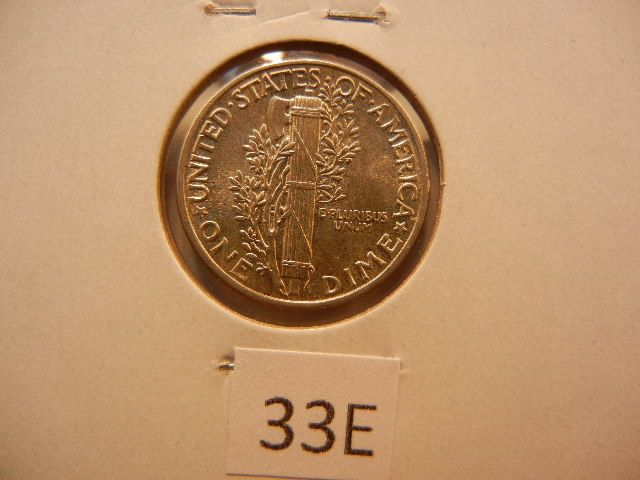 UNITED·STATES·OF·AMERICA
E·PLURIBUS
UNUM
ONE DIME
33E